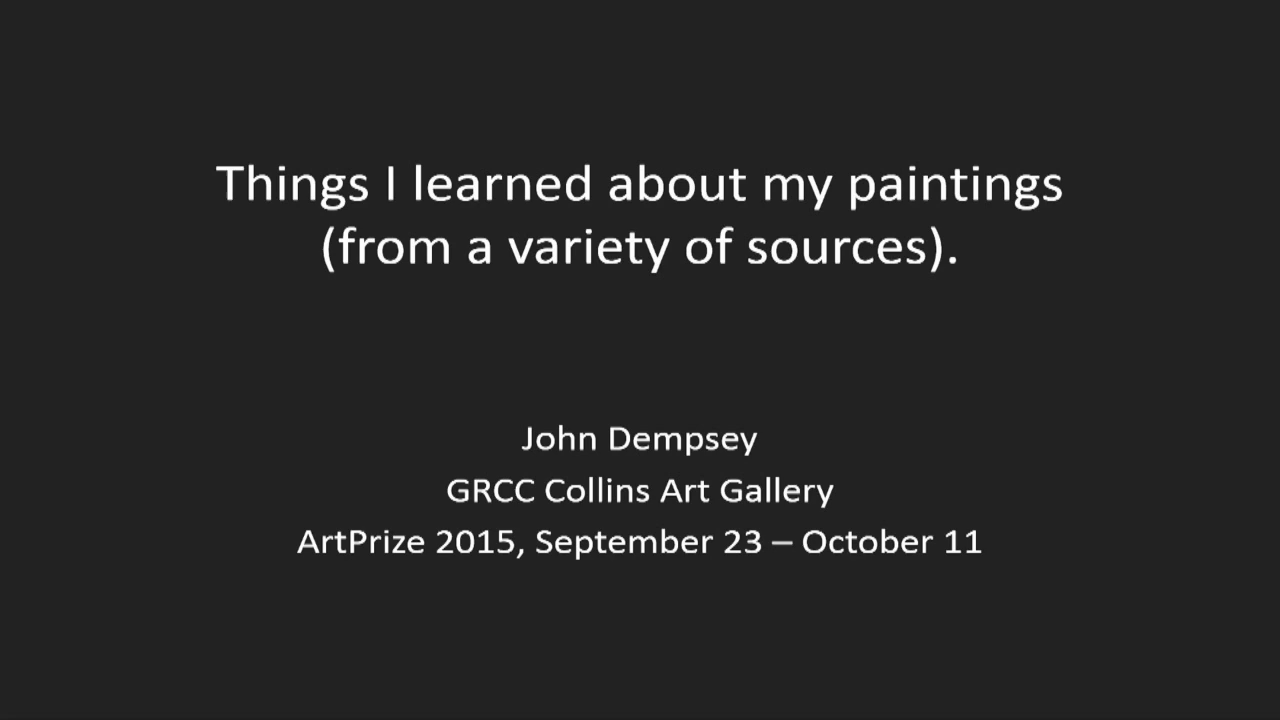 Things I learned about my paintings
(from a variety of sources).
John Dempsey
GRCC Collins Art Gallery
ArtPrize 2015, September 23 – October 11